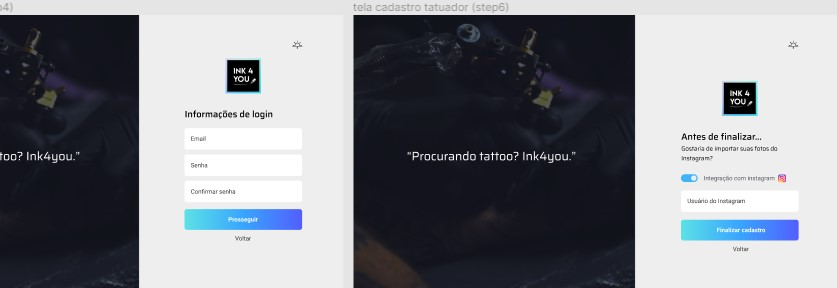 4)
too? Ink4you.”
INK 4
YOU
Informações de login
Email
Senha
Confirmar senha
Prosseguir
Voltar
tela cadastro tatuador (step6)
“Procurando tattoo? Ink4you.”
INK 4
YOU
Antes de finalizar...
Gostaria de importar suas fotos do
Instagram?
Integração com instagram
Usuário do Instagram
Finalizar cadastro
Voltar